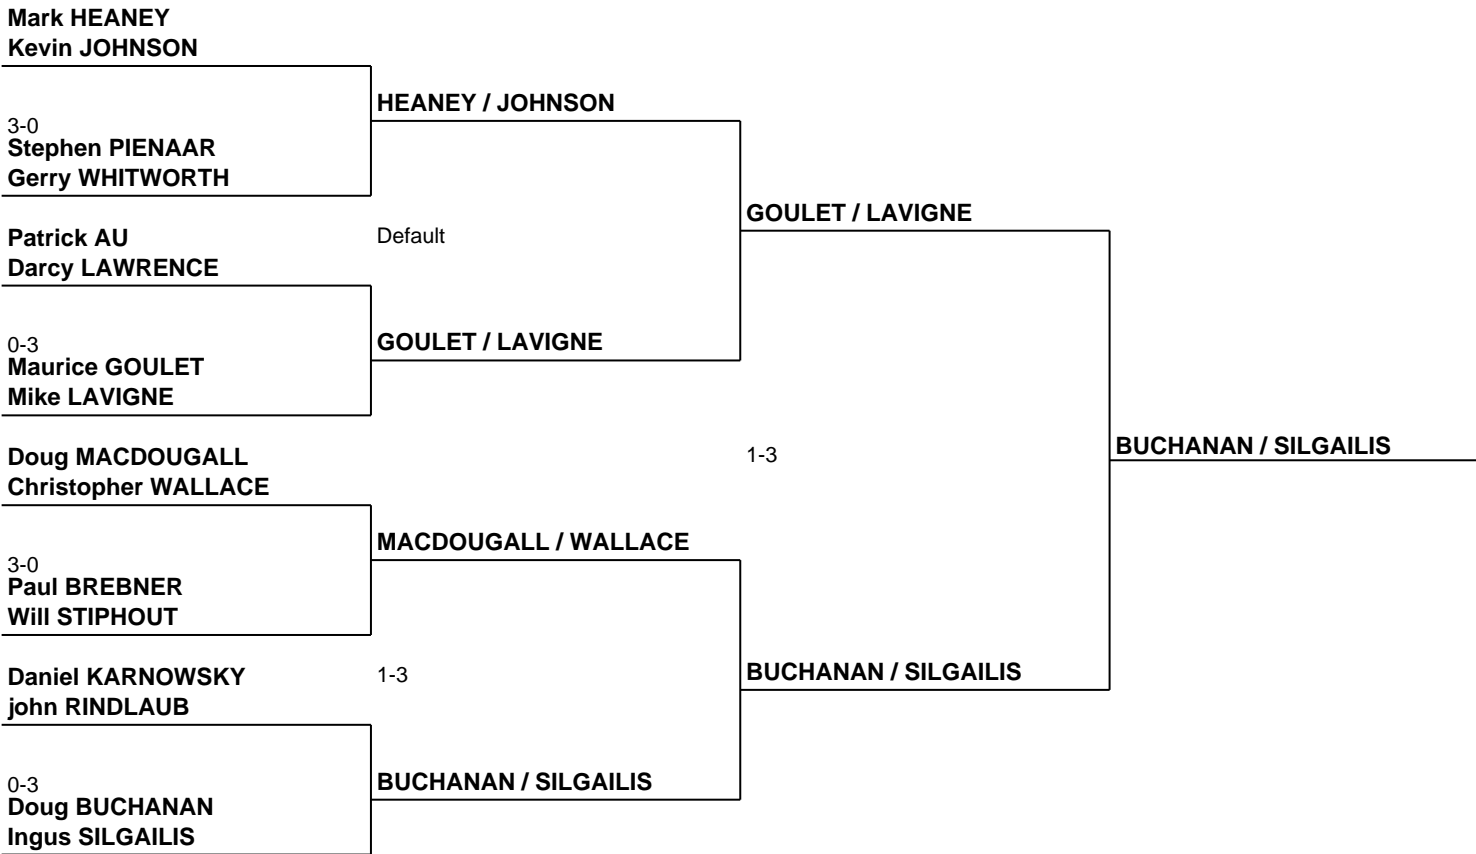 Mark HEANEY
Kevin JOHNSON
HEANEY / JOHNSON
3-0
Stephen PIENAAR
Gerry WHITWORTH
GOULET / LAVIGNE
Patrick AU
Darcy LAWRENCE
Default
0-3
Maurice GOULET
Mike LAVIGNE
GOULET / LAVIGNE
Doug MACDOUGALL
Christopher WALLACE
1-3
BUCHANAN / SILGAILIS
MACDOUGALL / WALLACE
3-0
Paul BREBNER
Will STIPHOUT
Daniel KARNOWSKY
john RINDLAUB
1-3
BUCHANAN / SILGAILIS
0-3
Doug BUCHANAN
Ingus SILGAILIS
BUCHANAN / SILGAILIS